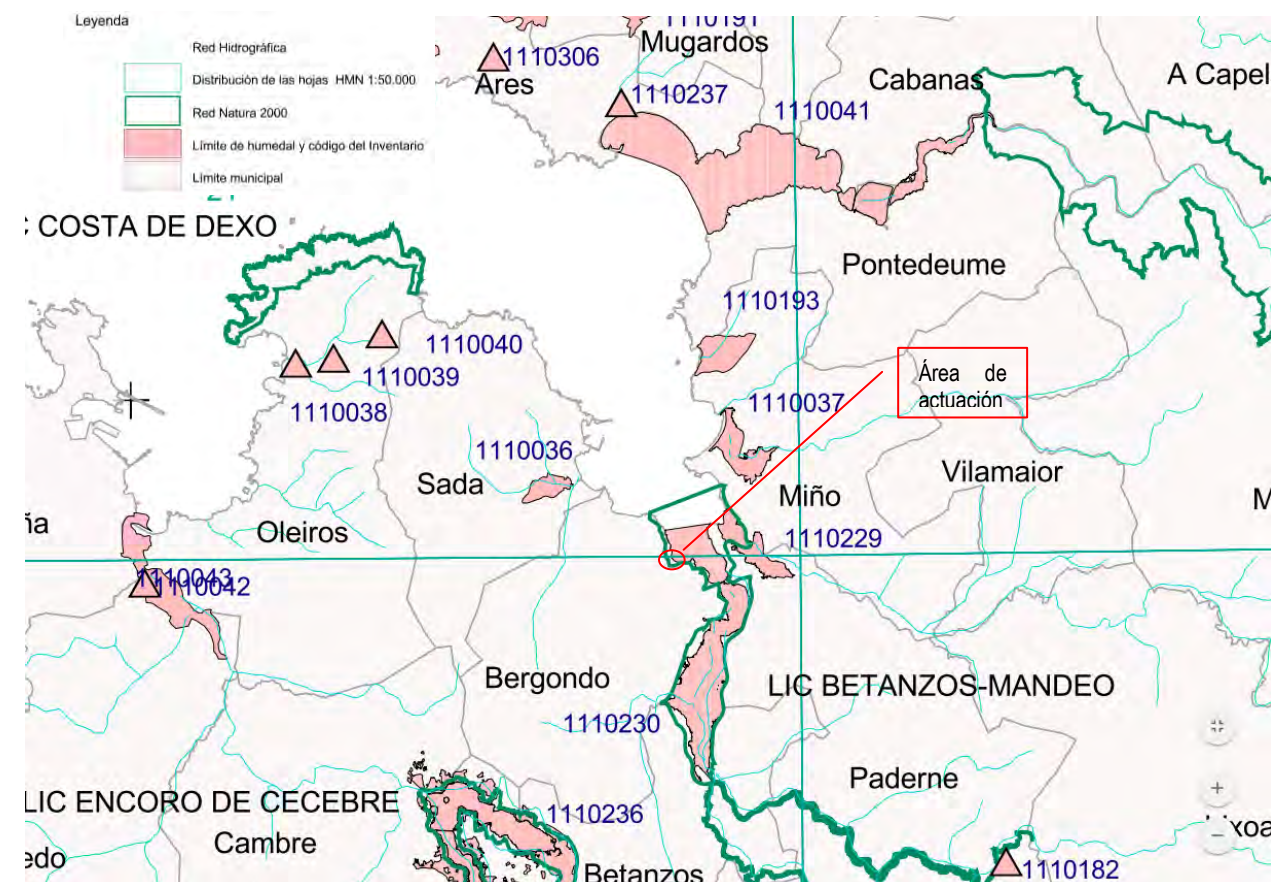 Leyenda
Red Hidrográfica
Distribución de las hojas HMN 1:50.000
Red Natura 2000
Límite de humedal y código del Inventario
Límite municipal
1110191
Mugardos
1110306
Ares
1110237
Cabanas
A Capel
1110041
C COSTA DE DEXO
Pontedeume
1110193
1110040
1110039
1110038
Área de
actuación
1110037
1110036
Sada
Vilamaior
Miño
ña
Oleiros
1110229
M
1110043
1110042
Bergondo
LIC BETANZOS-MANDEO
1110230
Paderne
LIC ENCORO DE CECEBRE
1110236
Cambre
xoa
edo
Betanzos
1110182